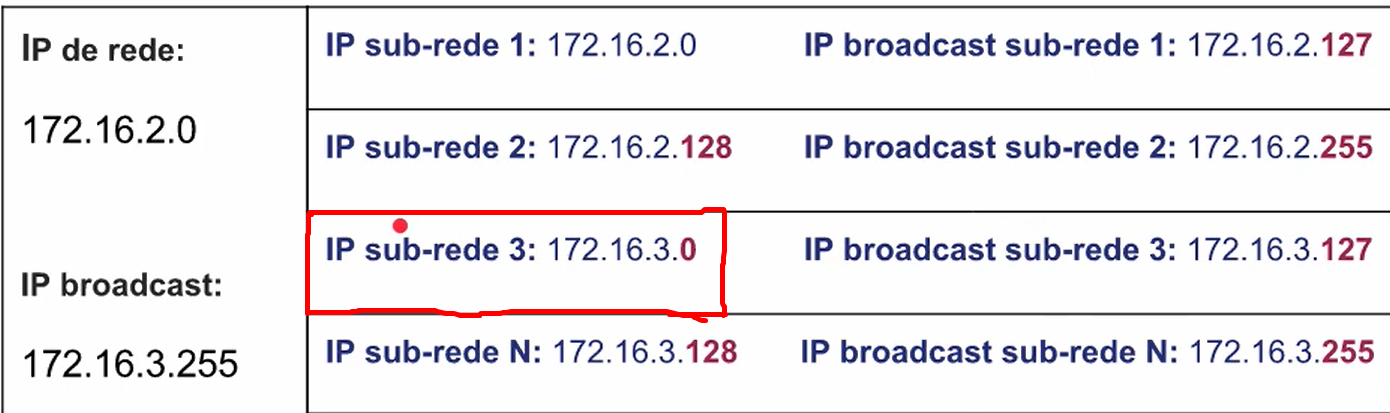 IP de rede:
172.16.2.0
IP broadcast:
172.16.3.255
IP sub-rede 1: 172.16.2.0 IP broadcast sub-rede 1: 172.16.2.127
IP sub-rede 2: 172.16.2.128 IP broadcast sub-rede 2: 172.16.2.255
IP sub-rede 3: 172.16.3.0 IP broadcast sub-rede 3: 172.16.3.127
IP sub-rede N: 172.16.3.128 IP broadcast sub-rede N: 172.16.3.255